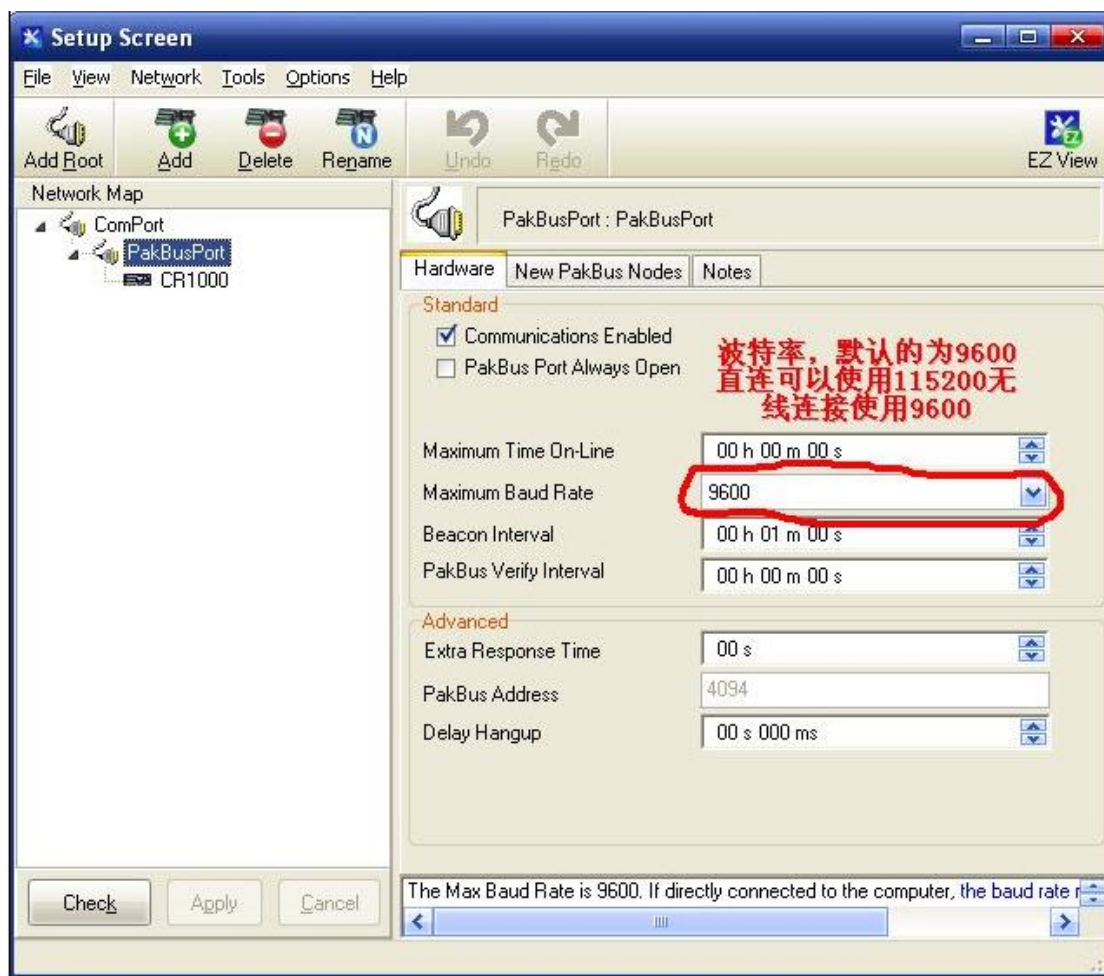 Setup Screen
File View Network Tools Options Help
Add Root Add Delete Rename Undo Redo EZ View
Network Map
ComPort
PakBusPort
CR1000
PakBusPort : PakBusPort
Hardware New PakBus Nodes Notes
Standard
Communications Enabled
PakBus Port Always Open
波特率，默认的为9600
直连可以使用115200无
线连接使用9600
Maximum Time On-Line 00 h 00 m 00 s
Maximum Baud Rate 9600
Beacon Interval 00 h 01 m 00 s
PakBus Verify Interval 00 h 00 m 00 s
Advanced
Extra Response Time 00 s
PakBus Address 4094
Delay Hangup 00 s 000 ms
The Max Baud Rate is 9600. If directly connected to the computer, the baud rate
Check Apply Cancel